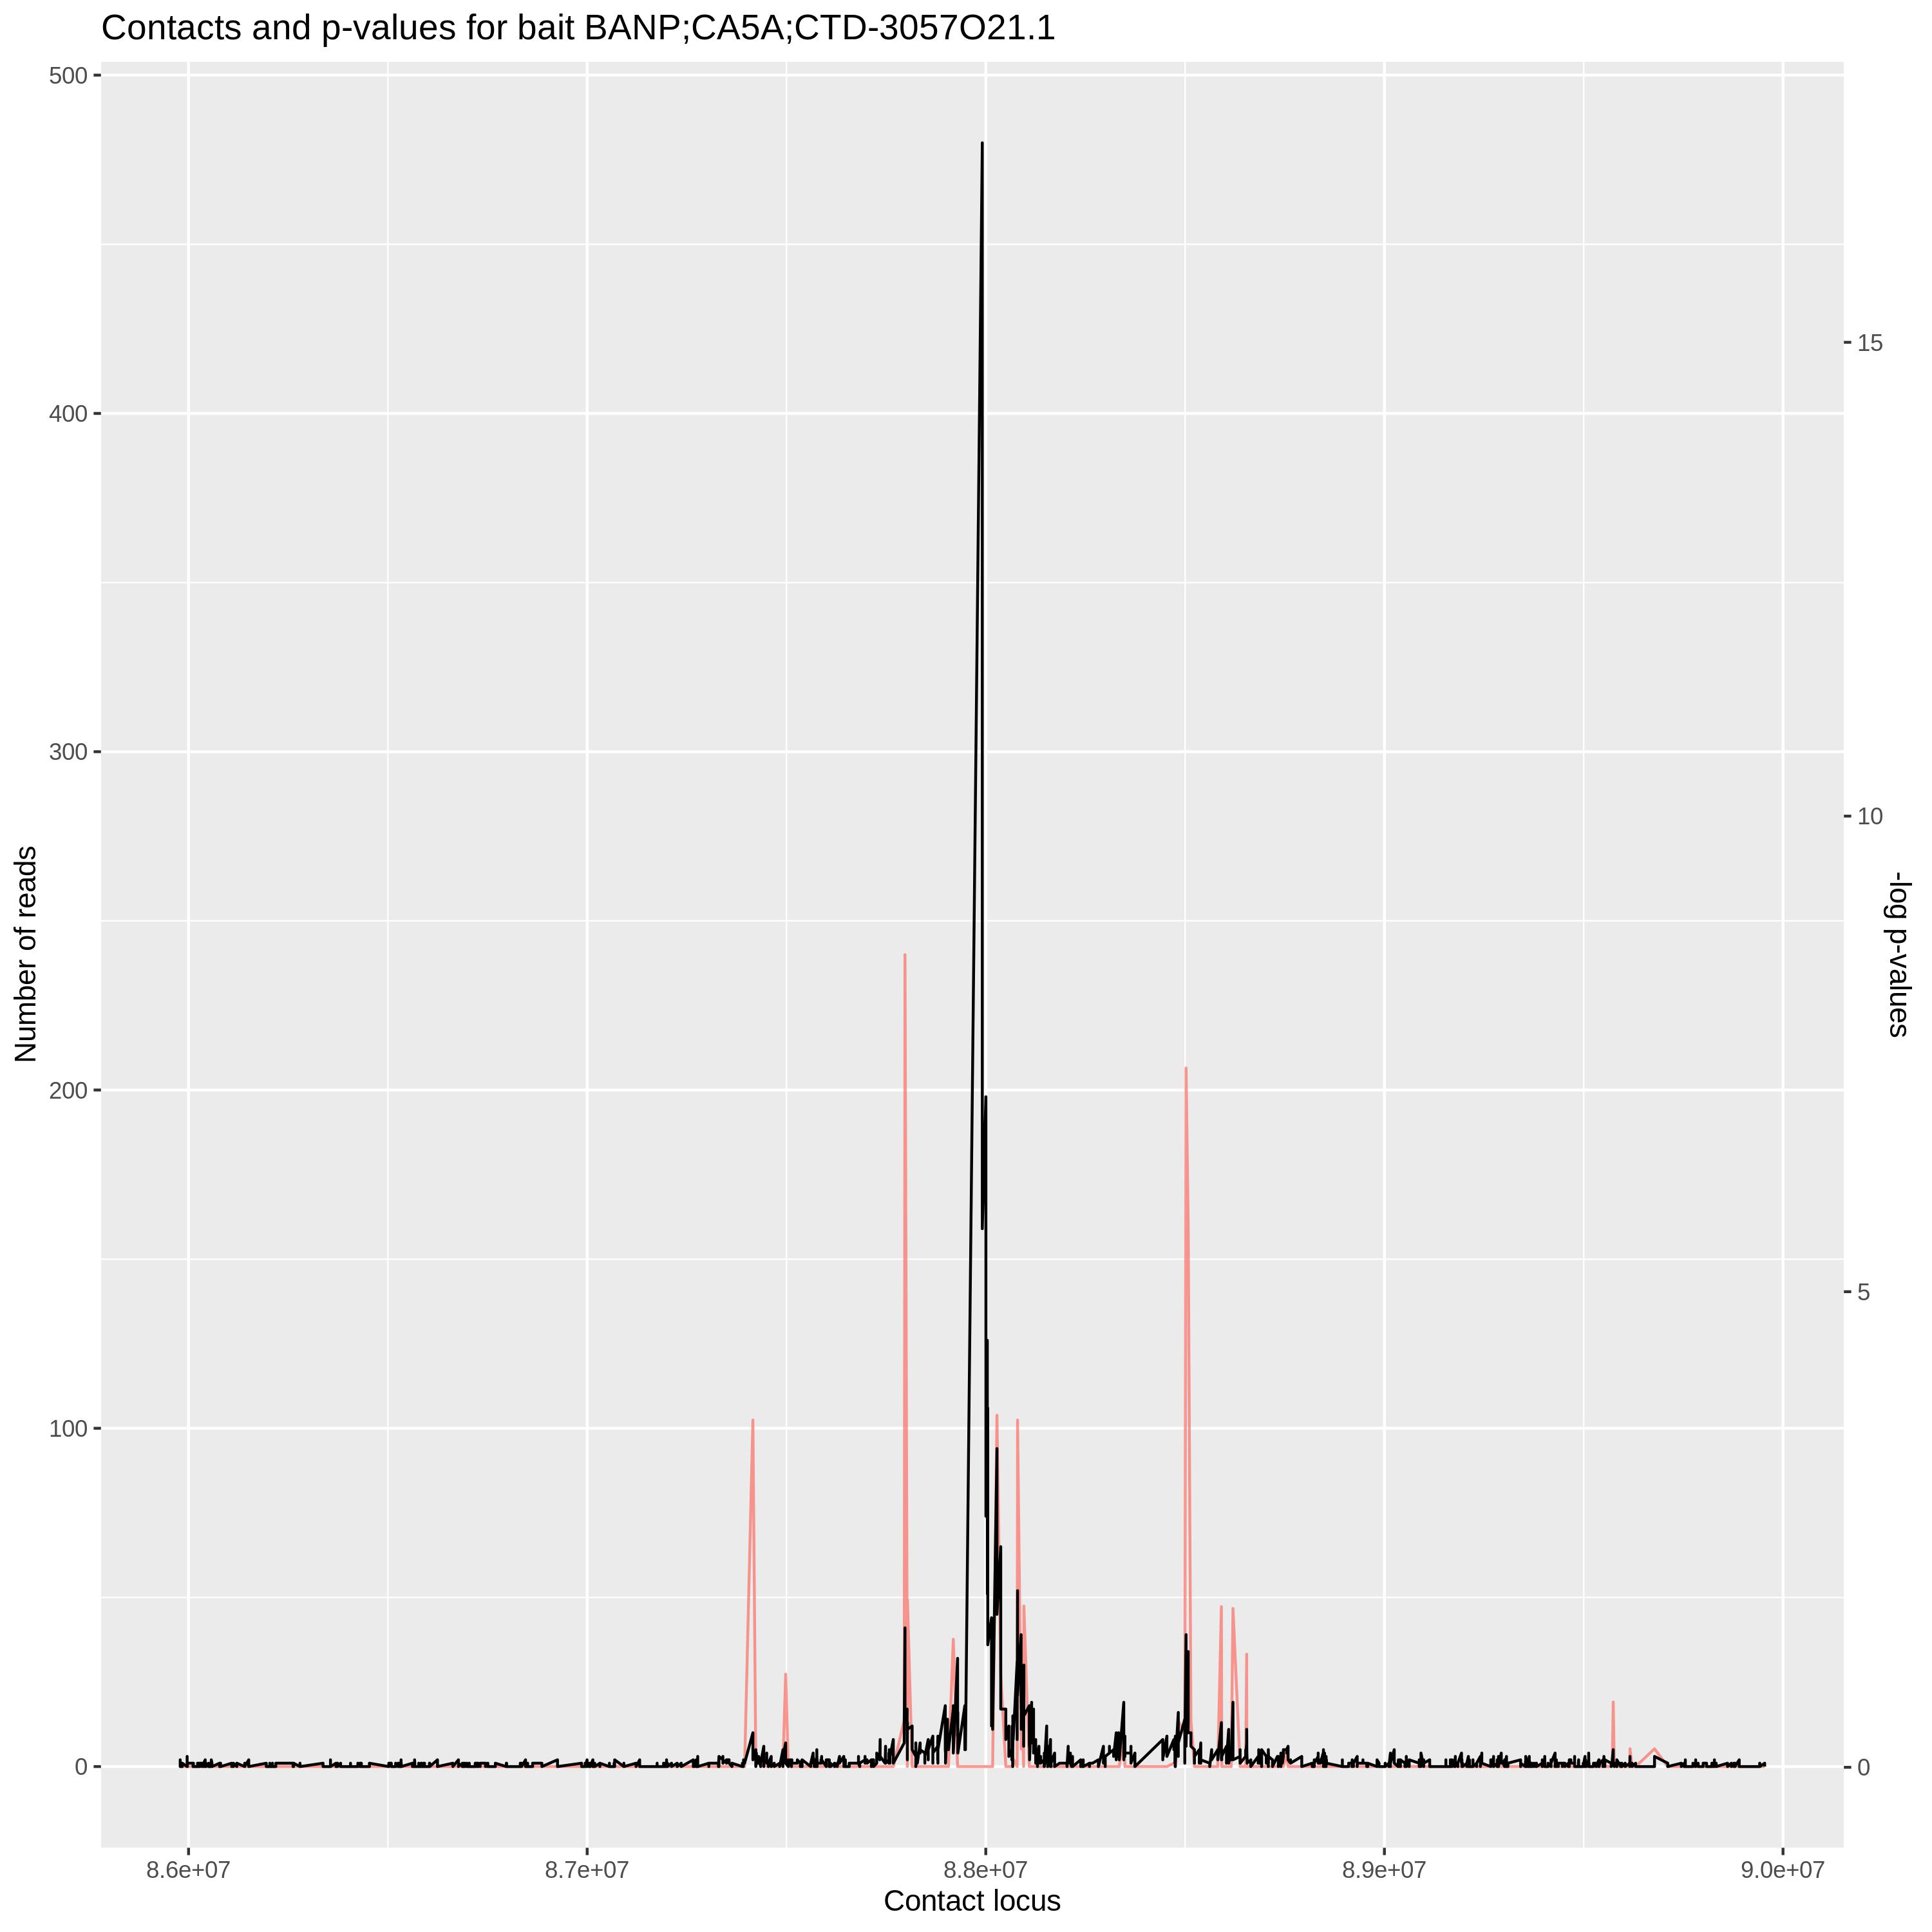 Contacts and p-values for bait BANP;CA5A;CTD-3057O21.1
500
400
300
200
100
0
Number of reads
15
10
5
0
-log p-values
8.6e+07
8.7e+07
8.8e+07
8.9e+07
9.0e+07
Contact locus